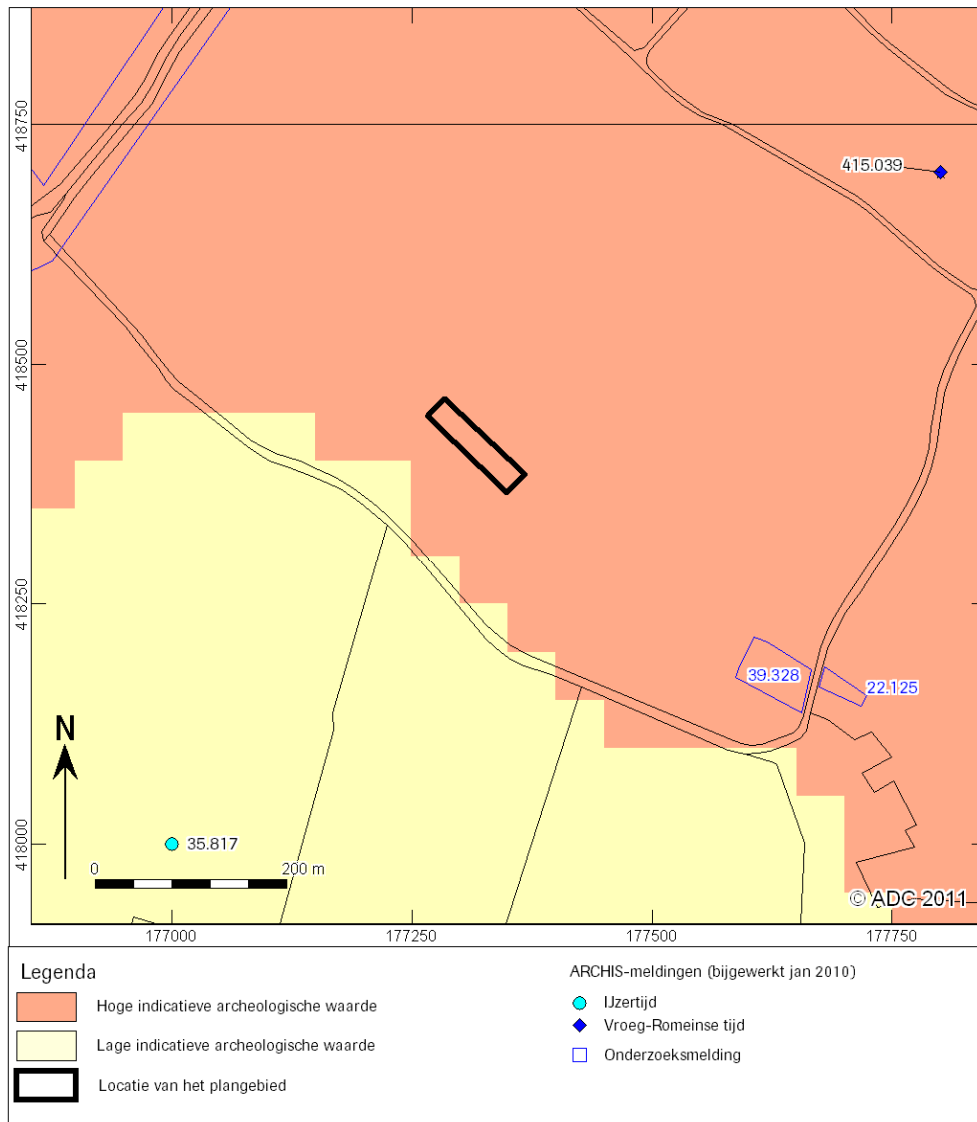 418750
415.039
418500
418250
39.328
22.125
N
418000
35.817
0
200 m
© ADC 2011
177000
177250
177500
177750
Legenda
Hoge indicatieve archeologische waarde
Lage indicatieve archeologische waarde
Locatie van het plangebied
ARCHIS-meldingen (bijgewerkt jan 2010)
IJzertijd
Vroeg-Romeinse tijd
Onderzoeksmelding